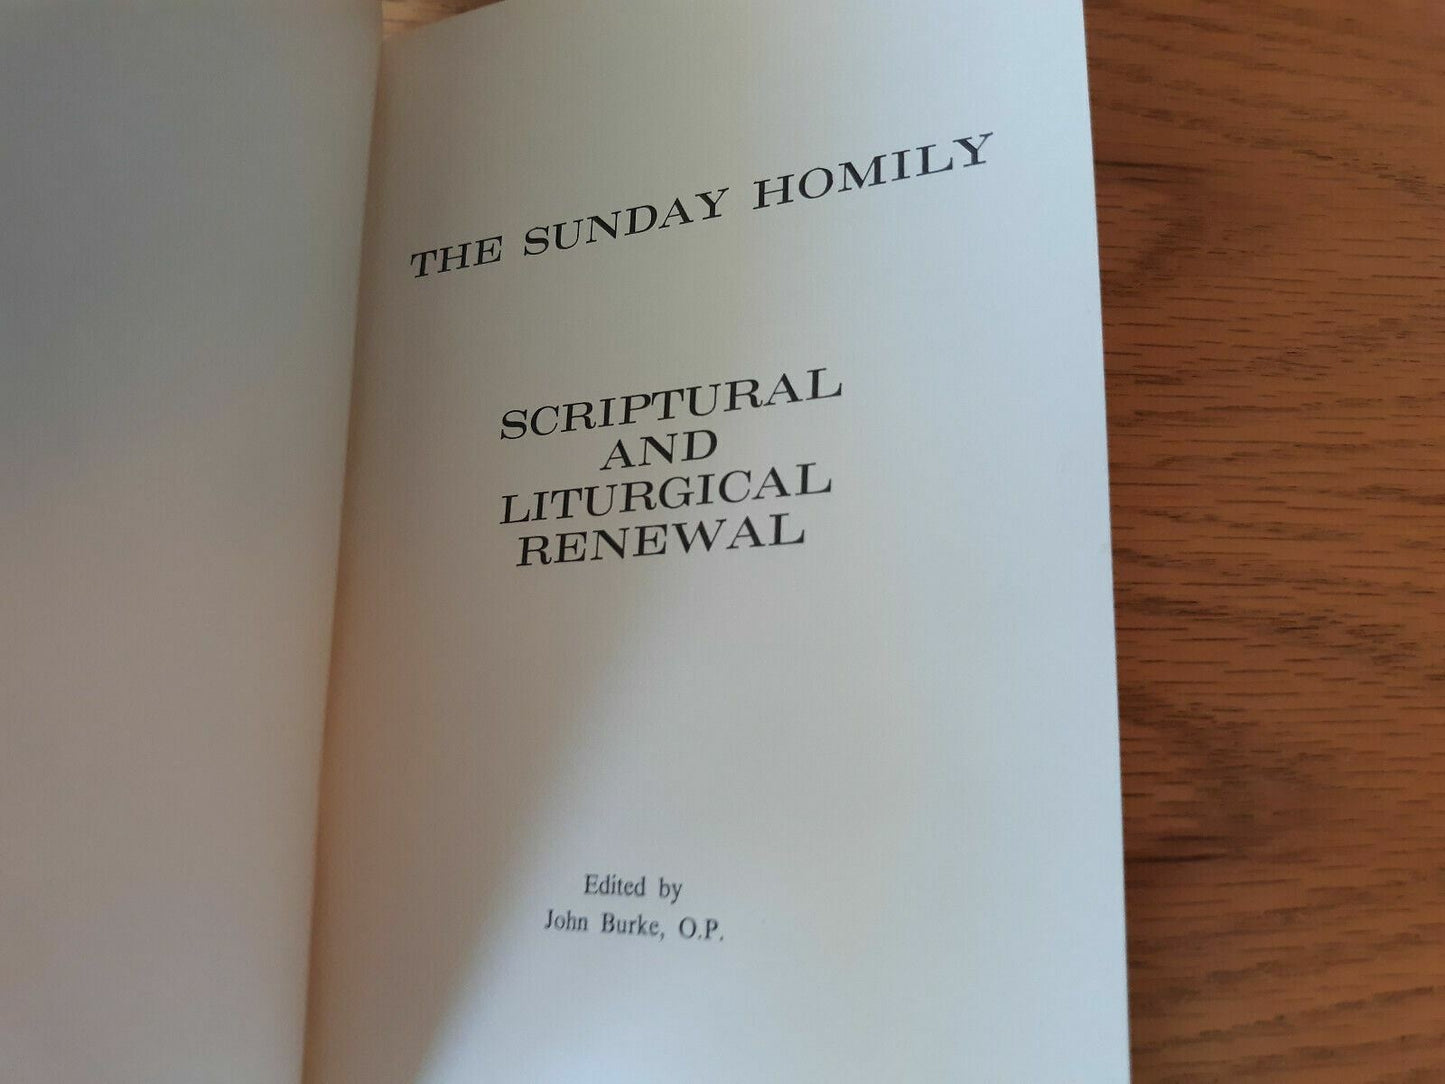 THE SUNDAY HOMILY
SCRIPTURAL
AND
LITURGICAL
RENEWAL
Edited by
John Burke, O.P.